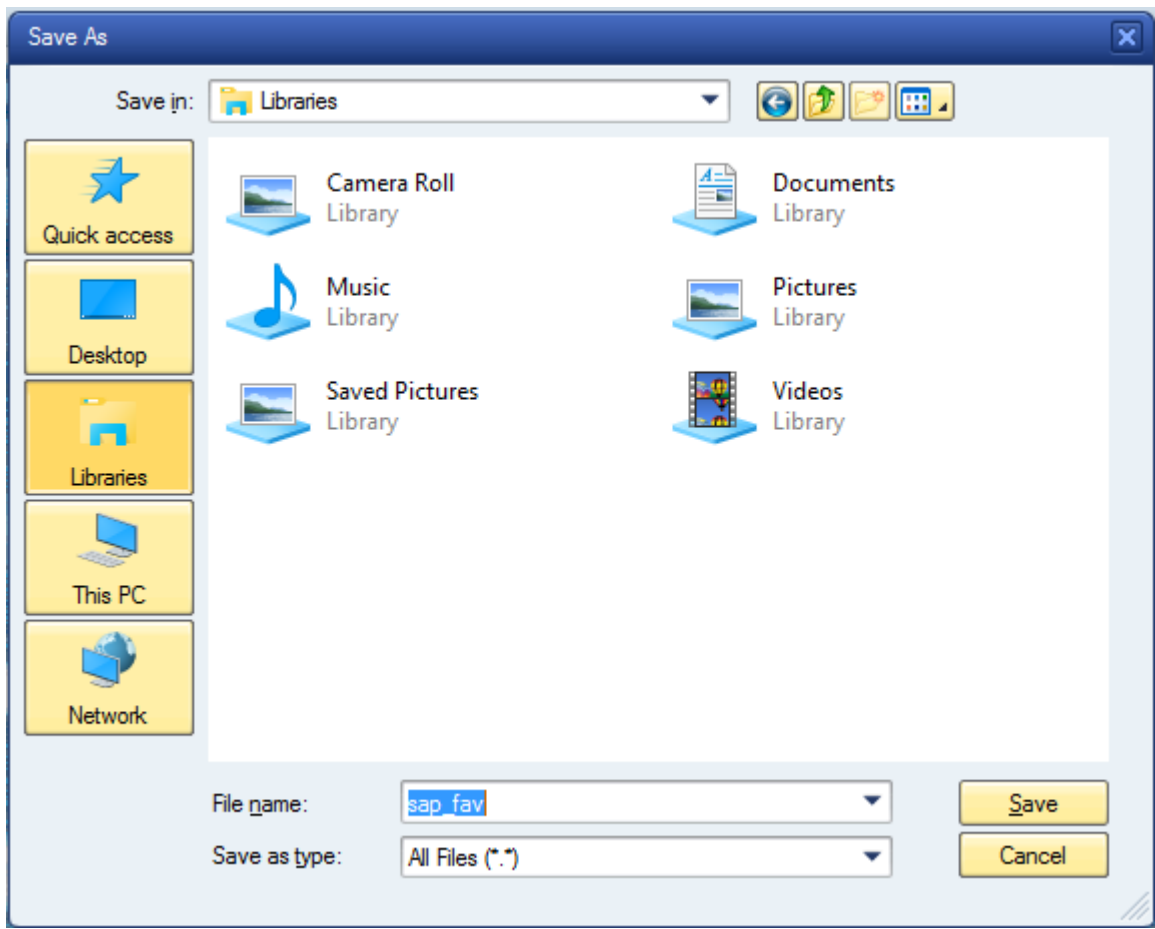 Save As
Save in: Libraries
Quick access
Desktop
Libraries
This PC
Network
Camera Roll
Library
Documents
Library
Music
Library
Pictures
Library
Saved Pictures
Library
Videos
Library
File name: sap_fav Save
Save as type: All Files (*.*) Cancel